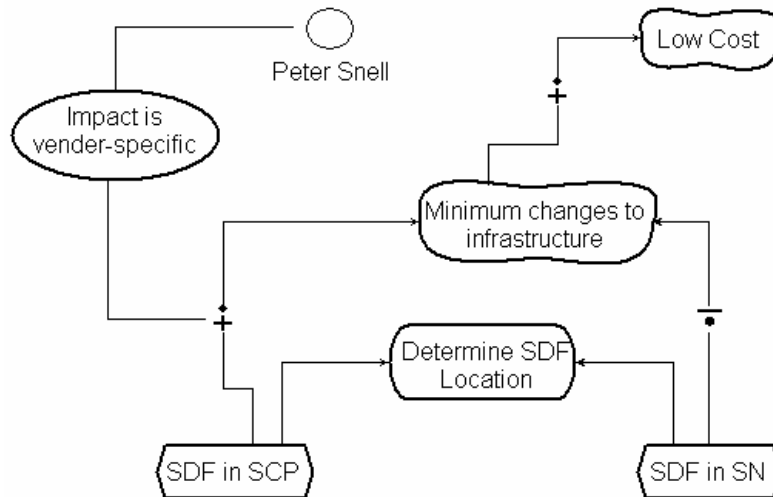 Peter Snell
Low Cost
Impact is
vender-specific
Minimum changes to
infrastructure
Determine SDF
Location
SDF in SCP
SDF in SN